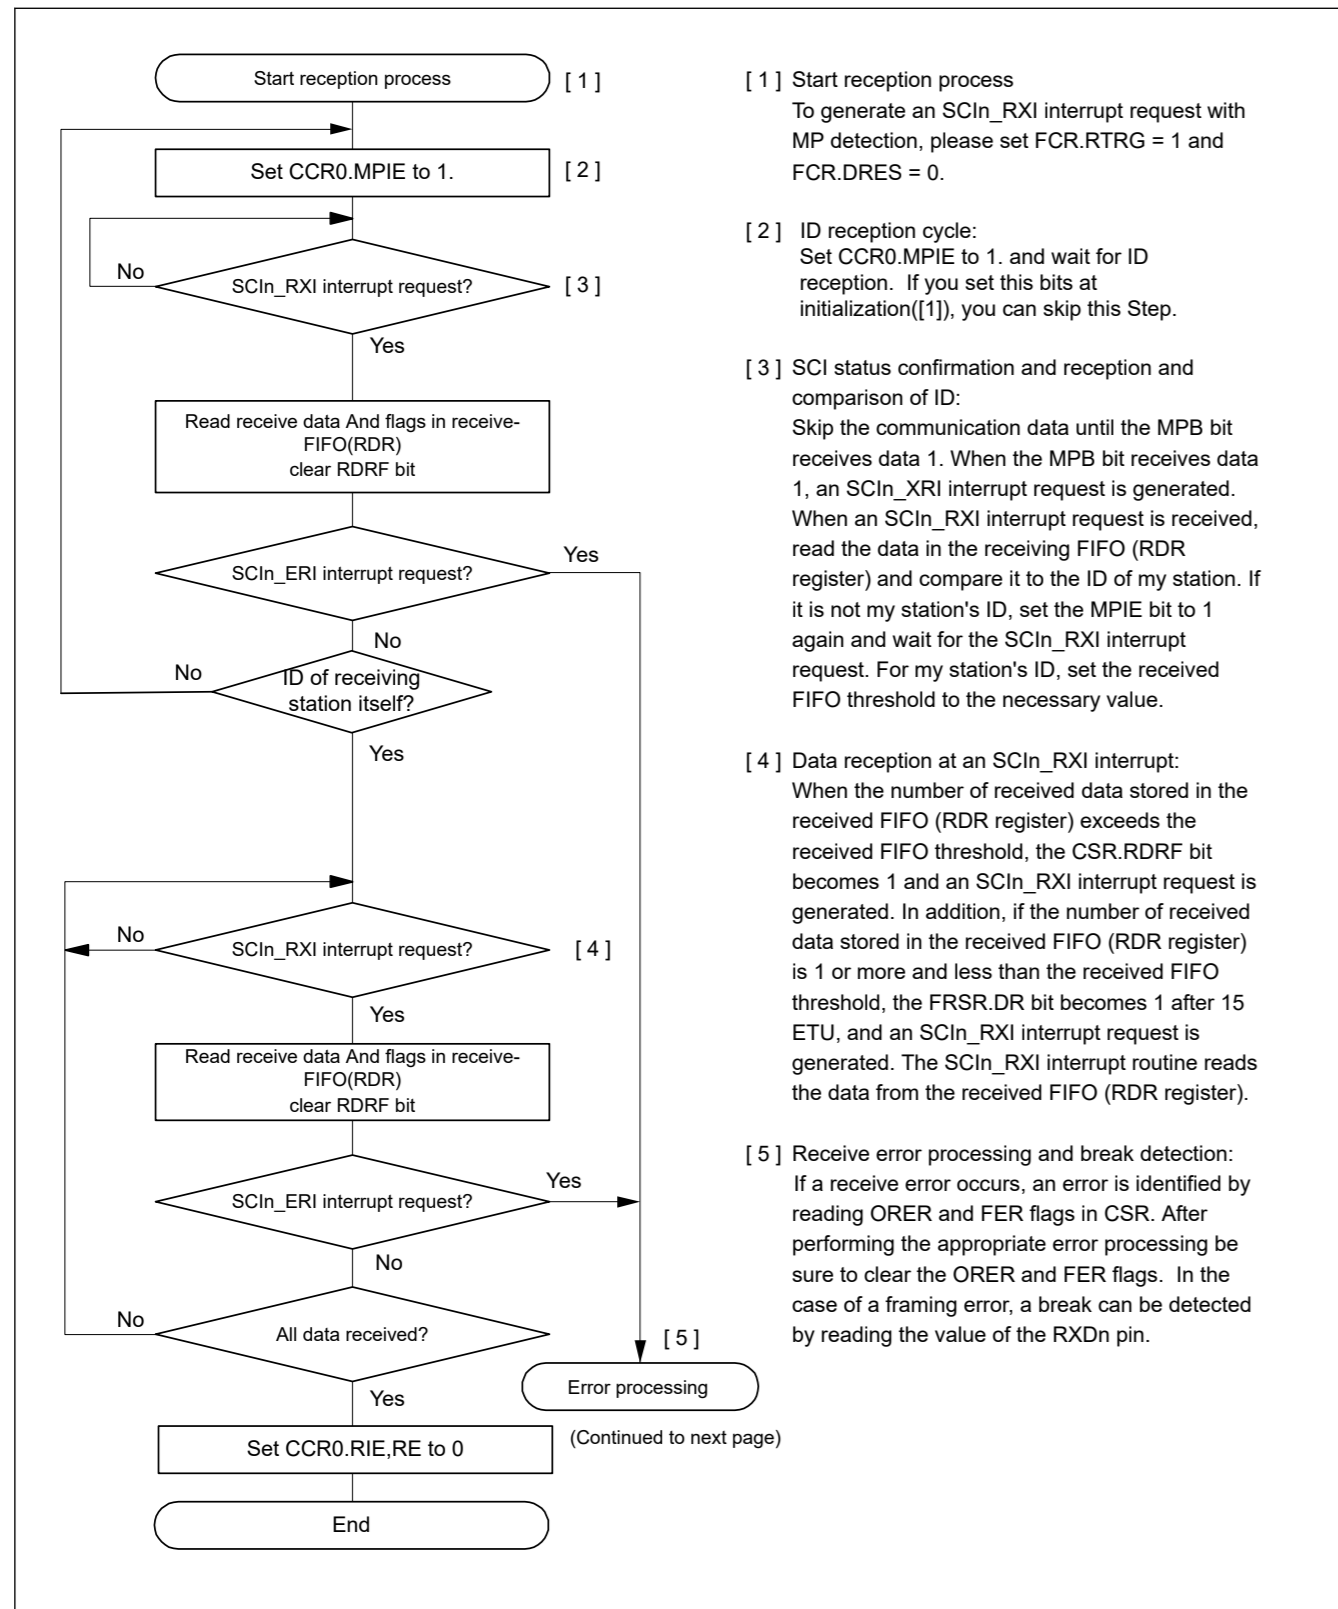 Start reception process
[ 1 ]
Set CCR0.MPIE to 1.
[ 2 ]
No
SCIn_RXI interrupt request?
[ 3 ]
Yes
Read receive data And flags in receive-
FIFO(RDR)
clear RDRF bit
SCIn_ERI interrupt request?
Yes
No
No
ID of receiving
station itself?
Yes
No
SCIn_RXI interrupt request?
[ 4 ]
Yes
Read receive data And flags in receive-
FIFO(RDR)
clear RDRF bit
SCIn_ERI interrupt request?
Yes
No
No
All data received?
[ 5 ]
Error processing
Yes
(Continued to next page)
Set CCR0.RIE,RE to 0
End
[ 1 ] Start reception process
To generate an SCIn_RXI interrupt request with
MP detection, please set FCR.RTRG = 1 and
FCR.DRES = 0.
[ 2 ] ID reception cycle:
Set CCR0.MPIE to 1. and wait for ID
reception. If you set this bits at
initialization([1]), you can skip this Step.
[ 3 ] SCI status confirmation and reception and
comparison of ID:
Skip the communication data until the MPB bit
receives data 1. When the MPB bit receives data
1, an SCIn_XRI interrupt request is generated.
When an SCIn_RXI interrupt request is received,
read the data in the receiving FIFO (RDR
register) and compare it to the ID of my station. If
it is not my station's ID, set the MPIE bit to 1
again and wait for the SCIn_RXI interrupt
request. For my station's ID, set the received
FIFO threshold to the necessary value.
[ 4 ] Data reception at an SCIn_RXI interrupt:
When the number of received data stored in the
received FIFO (RDR register) exceeds the
received FIFO threshold, the CSR.RDRF bit
becomes 1 and an SCIn_RXI interrupt request is
generated. In addition, if the number of received
data stored in the received FIFO (RDR register)
is 1 or more and less than the received FIFO
threshold, the FRSR.DR bit becomes 1 after 15
ETU, and an SCIn_RXI interrupt request is
generated. The SCIn_RXI interrupt routine reads
the data from the received FIFO (RDR register).
[ 5 ] Receive error processing and break detection:
If a receive error occurs, an error is identified by
reading ORER and FER flags in CSR. After
performing the appropriate error processing be
sure to clear the ORER and FER flags. In the
case of a framing error, a break can be detected
by reading the value of the RXDn pin.